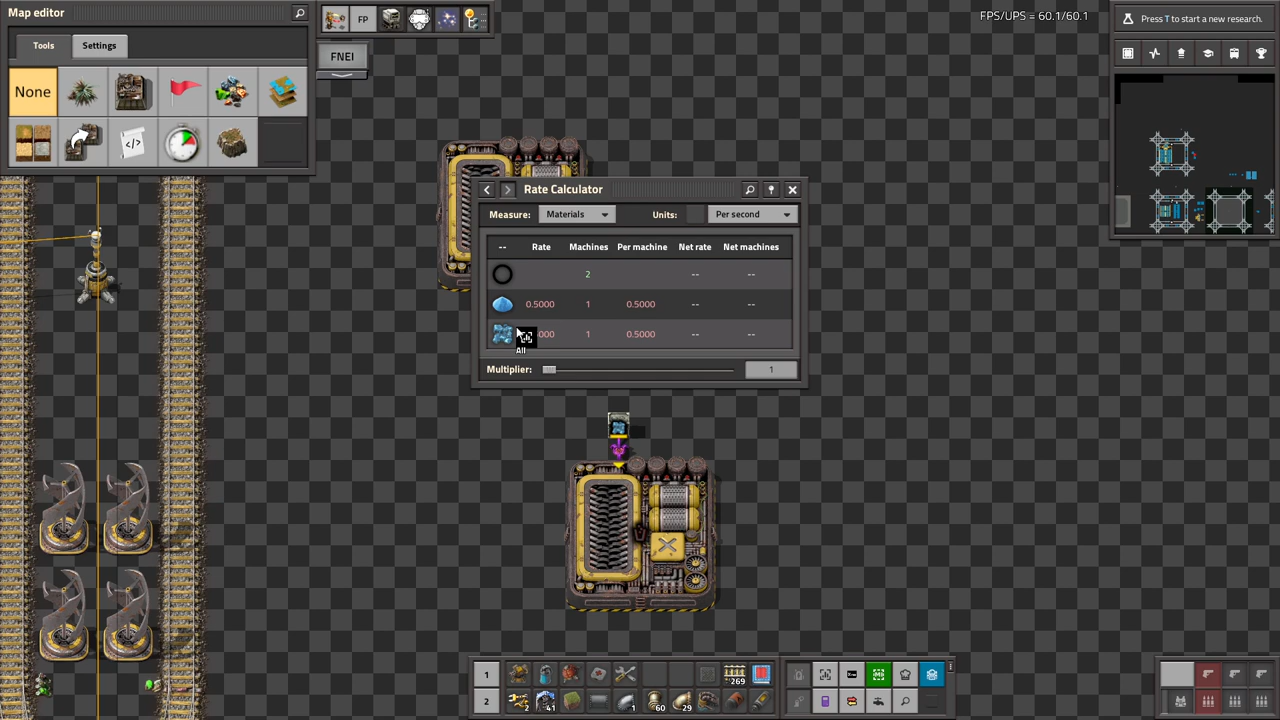 Map editor
Tools Settings
None
FP
FNEI
FPS/UPS = 60.1/60.1
Press T to start a new research.
Rate Calculator
Measure: Materials Units: Per second
-- Rate Machines Per machine Net rate Net machines
2 -- --
0.5000 1 0.5000 -- --
000 1 0.5000 -- --
All
Multiplier: 1
1 269
2 41 1 60 29